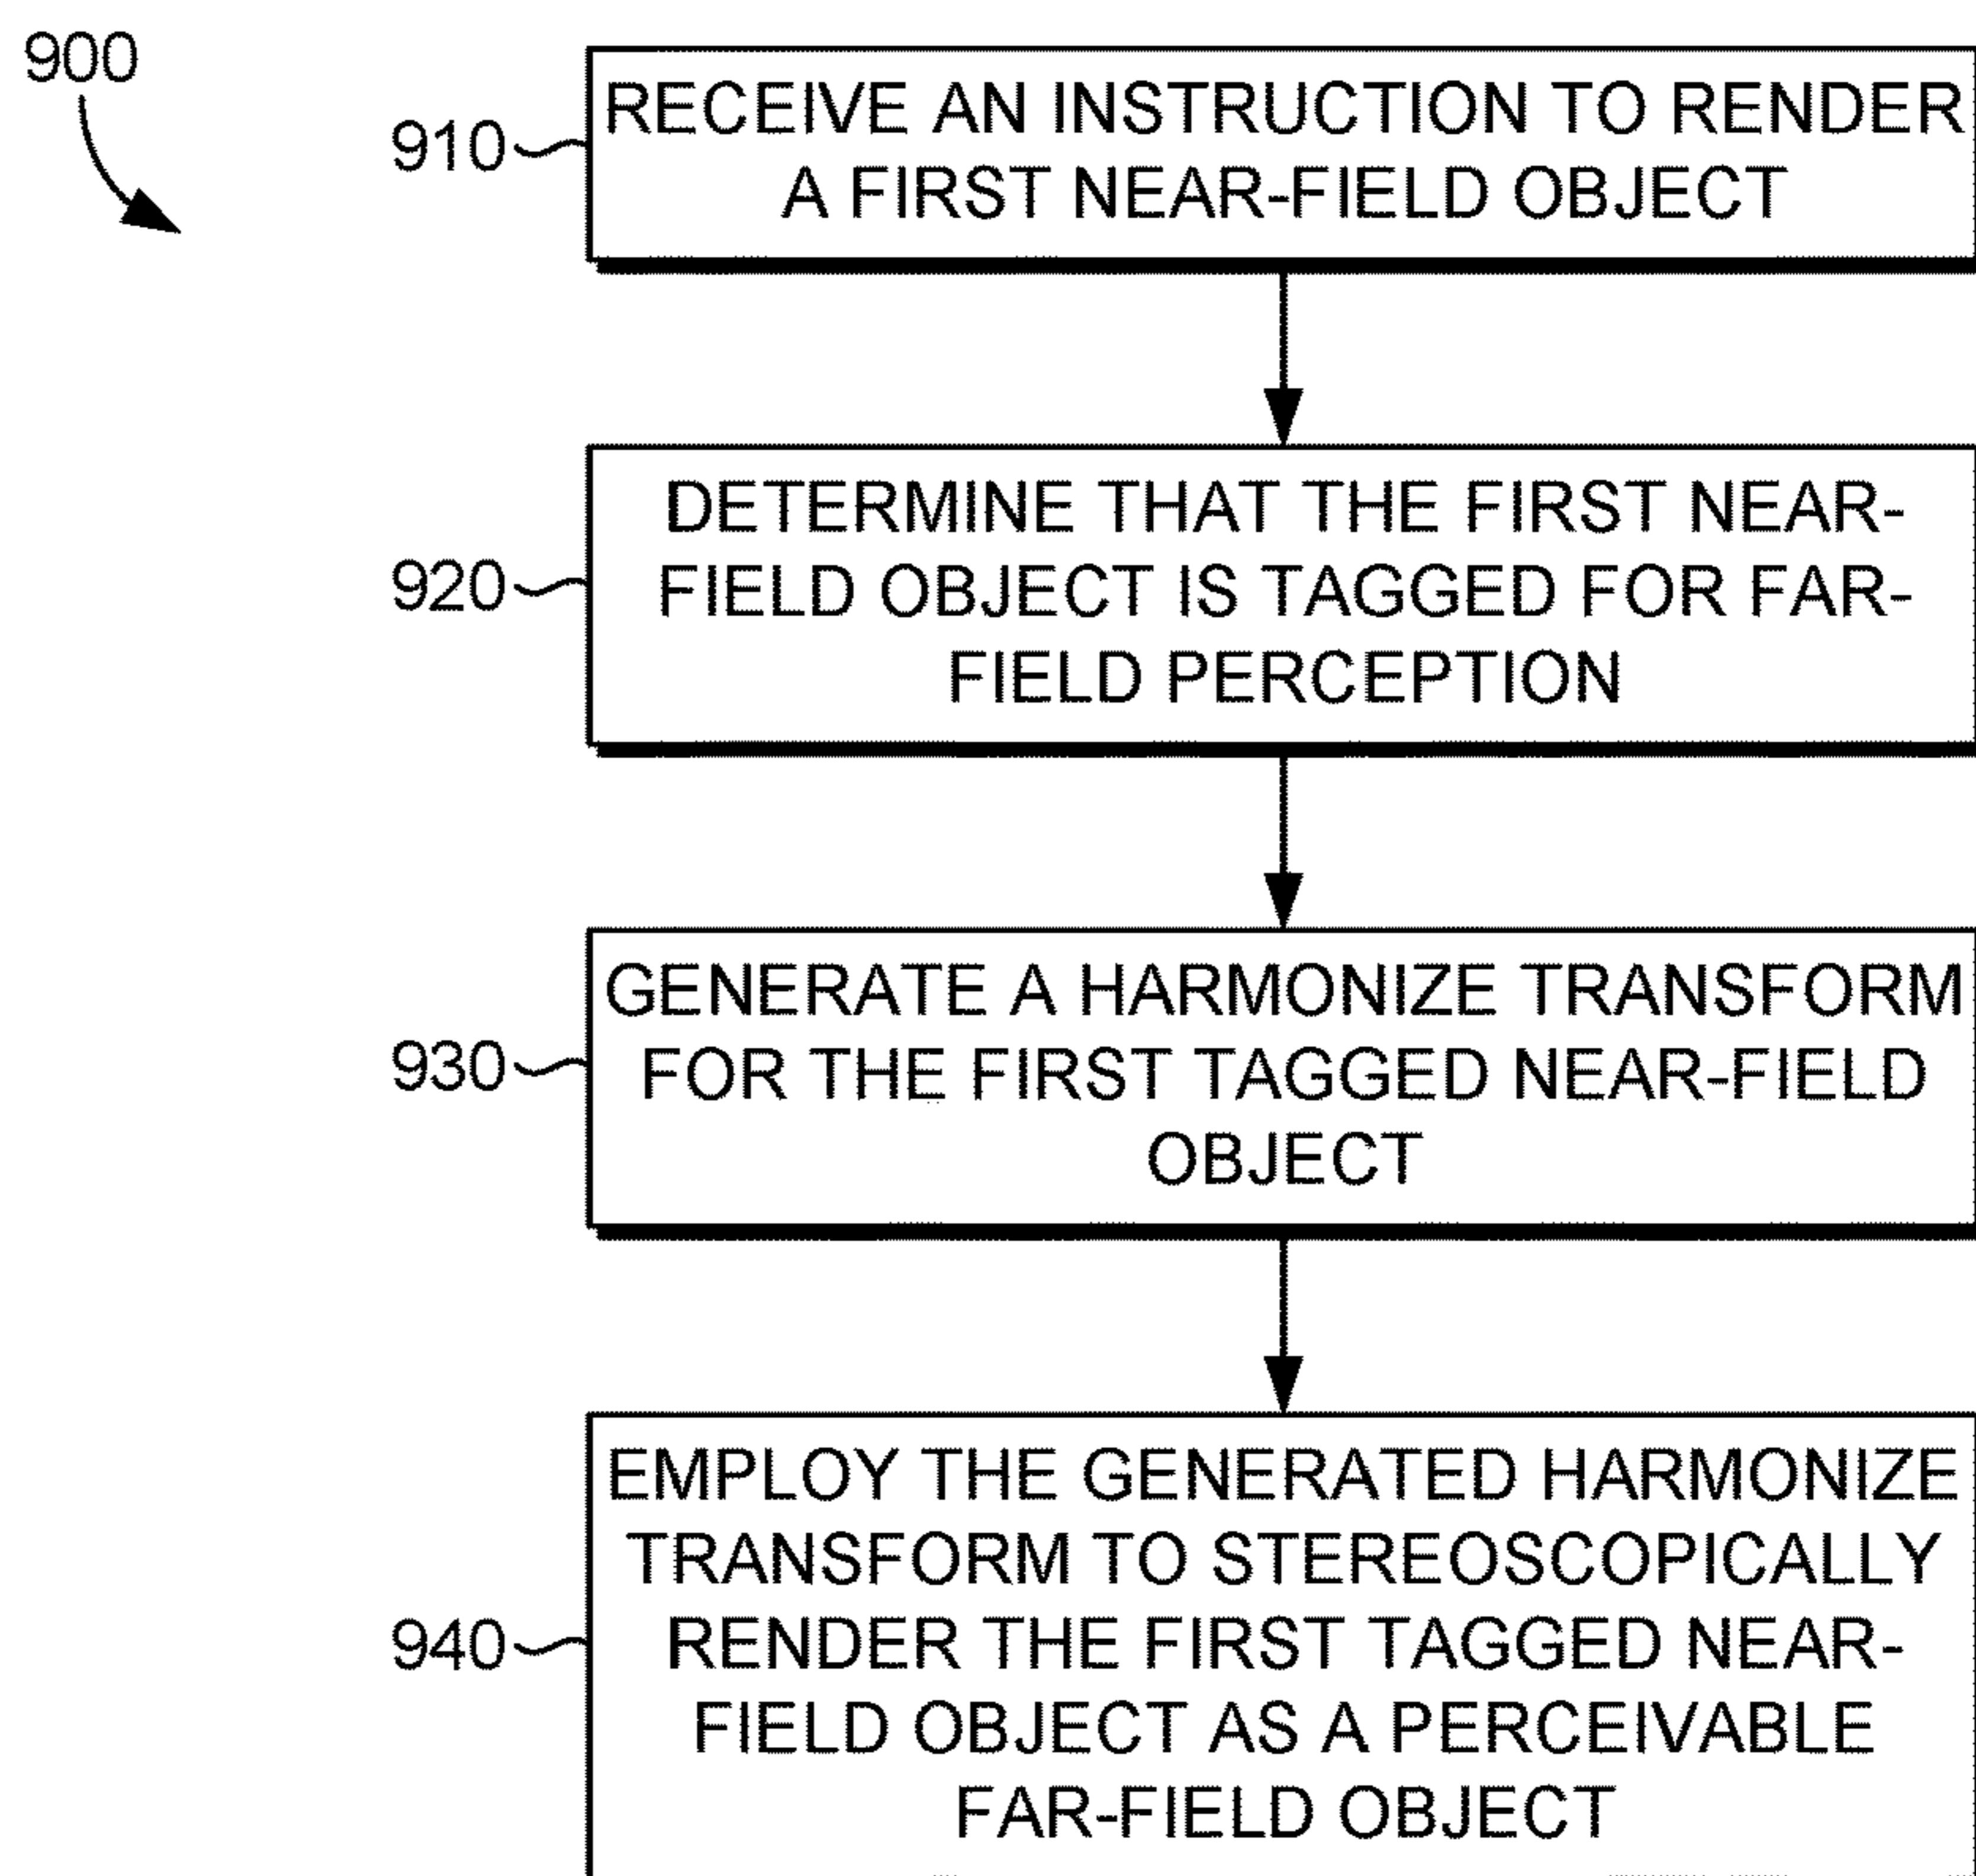 900
910
RECEIVE AN INSTRUCTION TO RENDER
A FIRST NEAR-FIELD OBJECT
920
DETERMINE THAT THE FIRST NEAR-
FIELD OBJECT IS TAGGED FOR FAR-
FIELD PERCEPTION
930
GENERATE A HARMONIZE TRANSFORM
FOR THE FIRST TAGGED NEAR-FIELD
OBJECT
940
EMPLOY THE GENERATED HARMONIZE
TRANSFORM TO STEREOSCOPICALLY
RENDER THE FIRST TAGGED NEAR-
FIELD OBJECT AS A PERCEIVABLE
FAR-FIELD OBJECT